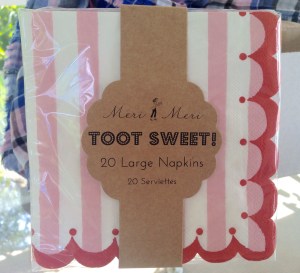 Meri Meri
TOOT SWEET!
20 Large Napkins
20 Serviettes